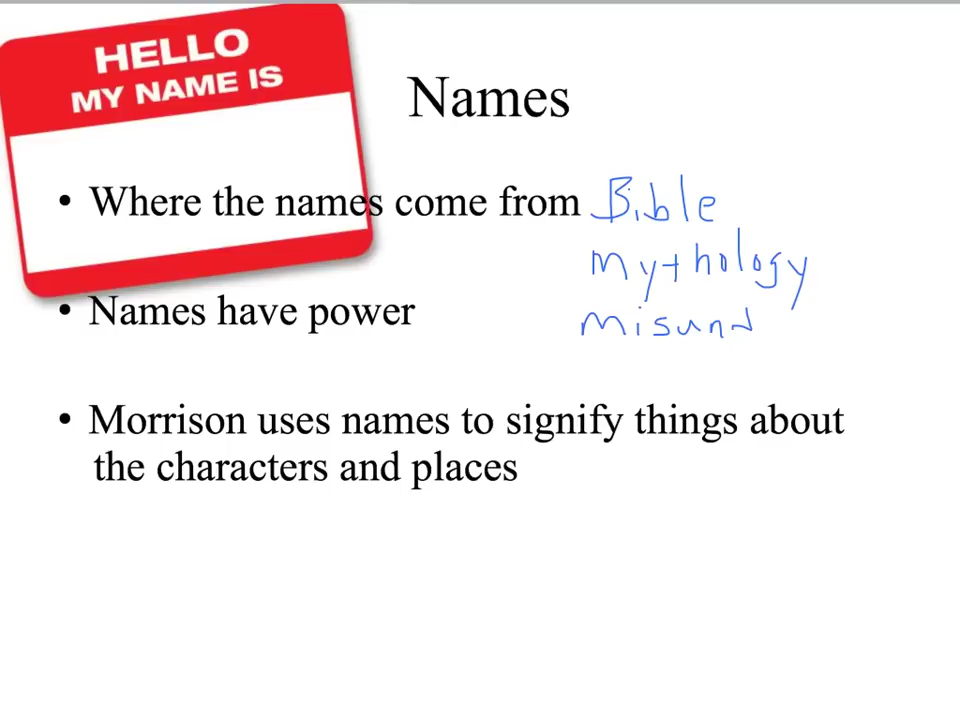 HELLO
MY NAME IS
Names
• Where the names come from Bible
Mythology
• Names have power
misund
• Morrison uses names to signify things about
the characters and places